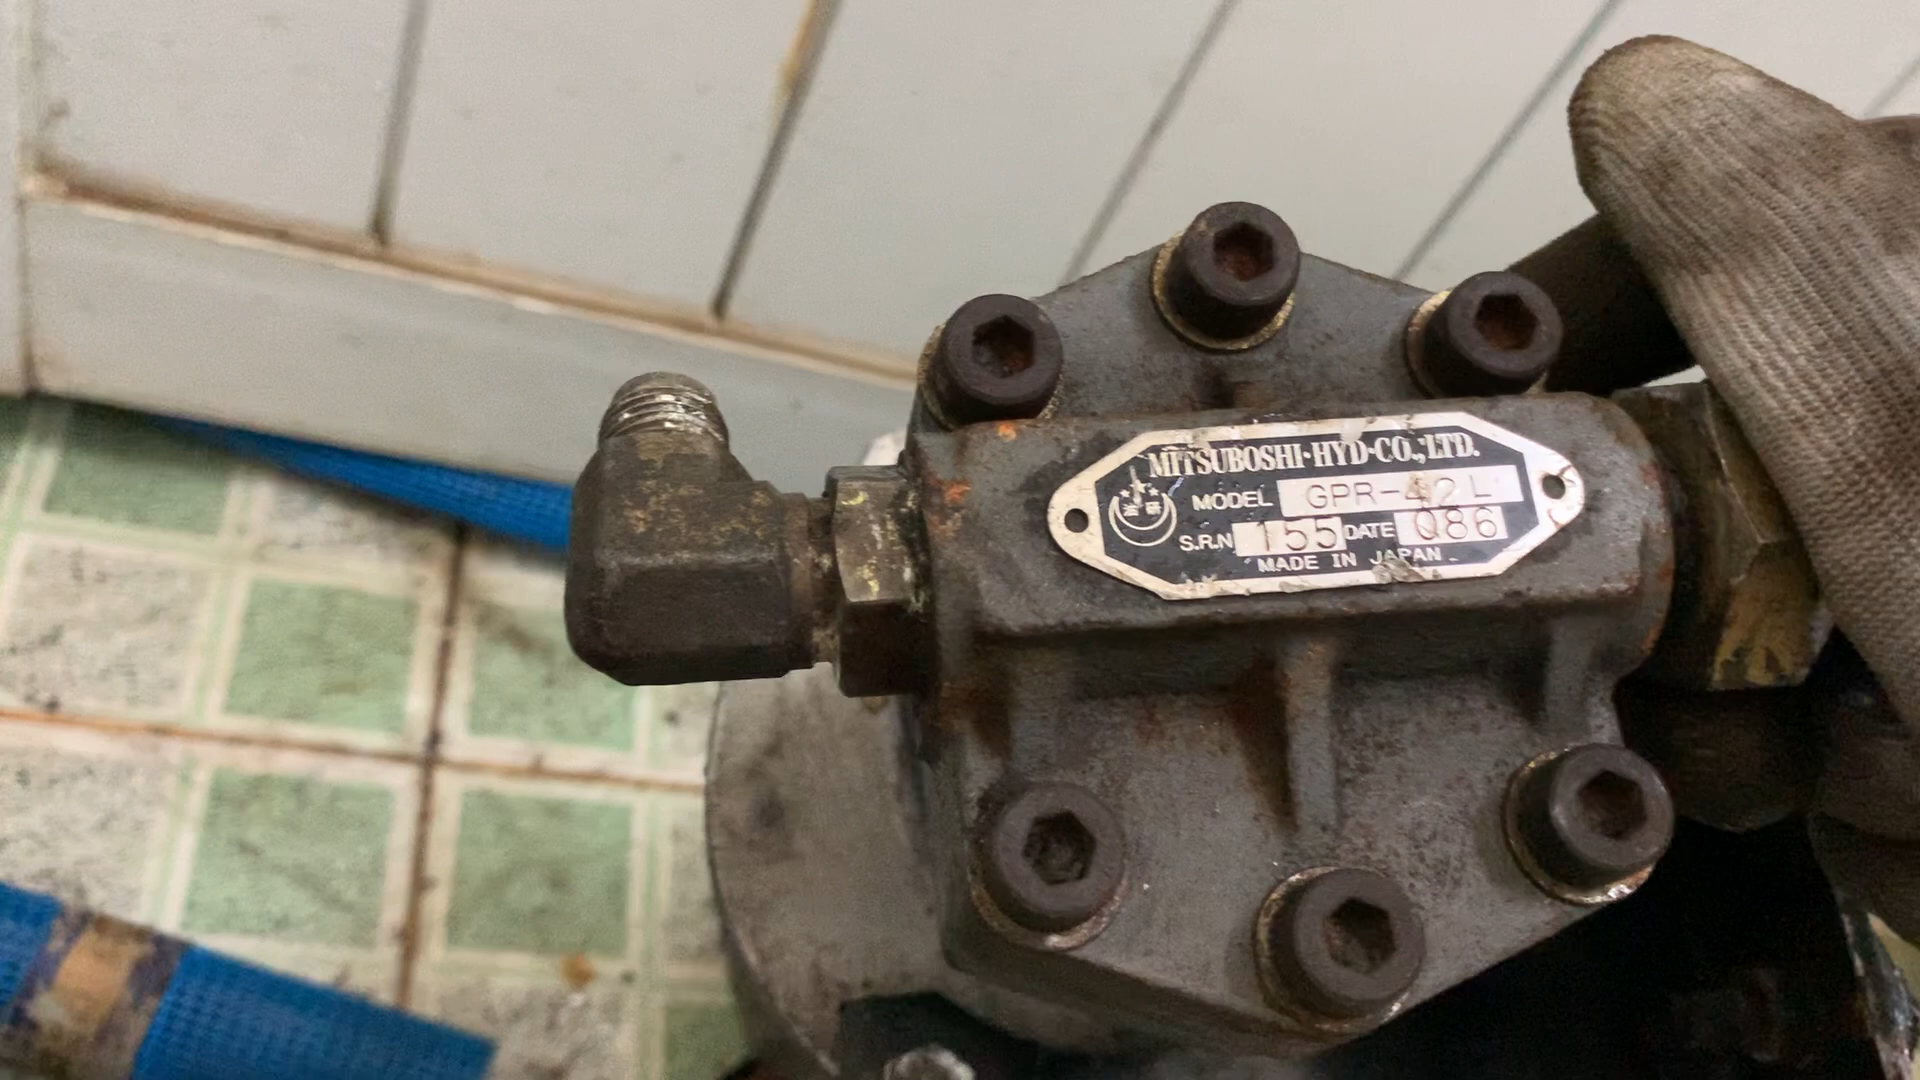 MITSUBOSHI·HYD·CO.,LTD.
MODEL GPR-42L
S.R.N 155 DATE 086
MADE IN JAPAN